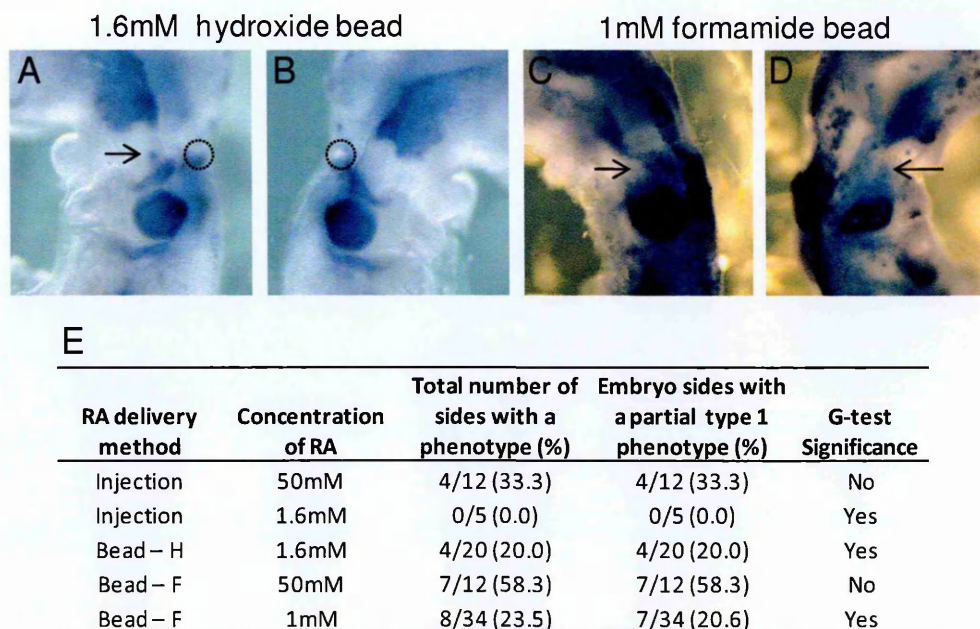 1.6mM hydroxide bead
1mM formamide bead
A
B
C
D
E
RA delivery method
Concentration of RA
Total number of sides with a phenotype (%)
Embryo sides with a partial type 1 phenotype (%)
G-test Significance
Injection 50mM 4/12 (33.3) 4/12 (33.3) No
Injection 1.6mM 0/5 (0.0) 0/5 (0.0) Yes
Bead – H 1.6mM 4/20 (20.0) 4/20 (20.0) Yes
Bead – F 50mM 7/12 (58.3) 7/12 (58.3) No
Bead – F 1mM 8/34 (23.5) 7/34 (20.6) Yes